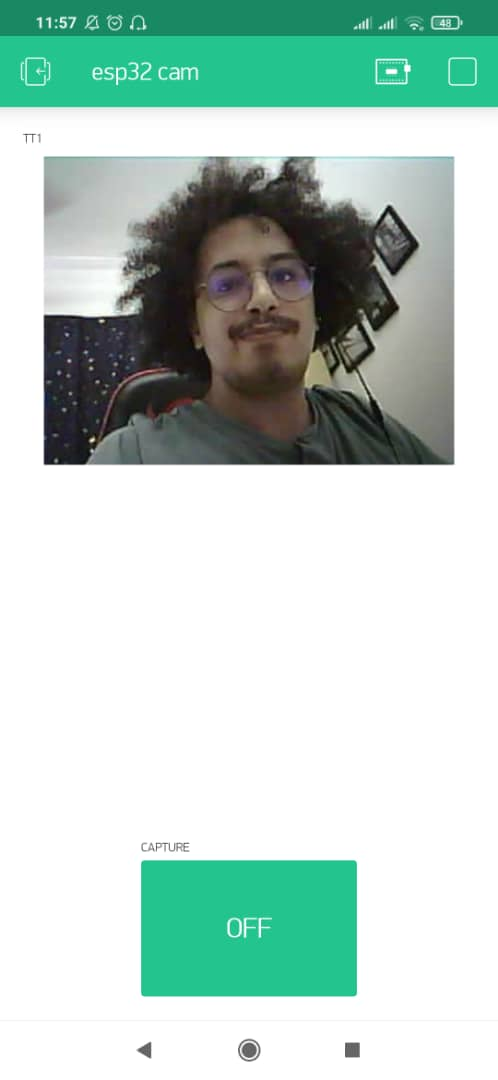 11:57
48
esp32 cam
TT1
CAPTURE
OFF